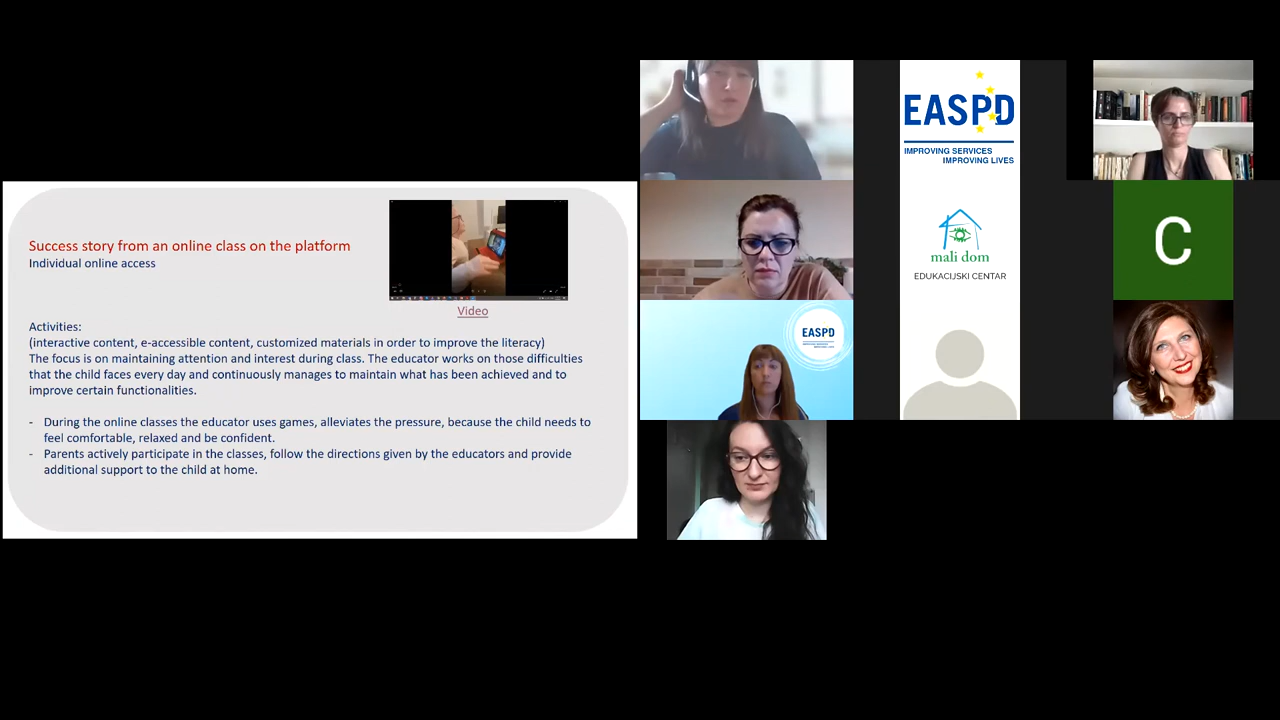 Success story from an online class on the platform
Individual online access
Video
Activities:
(interactive content, e-accessible content, customized materials in order to improve the literacy)
The focus is on maintaining attention and interest during class. The educator works on those difficulties
that the child faces every day and continuously manages to maintain what has been achieved and to
improve certain functionalities.
- During the online classes the educator uses games, alleviates the pressure, because the child needs to
feel comfortable, relaxed and be confident.
- Parents actively participate in the classes, follow the directions given by the educators and provide
additional support to the child at home.
EASPD
IMPROVING SERVICES
IMPROVING LIVES
mali dom
EDUKACIJSKI CENTAR
C
EASPD